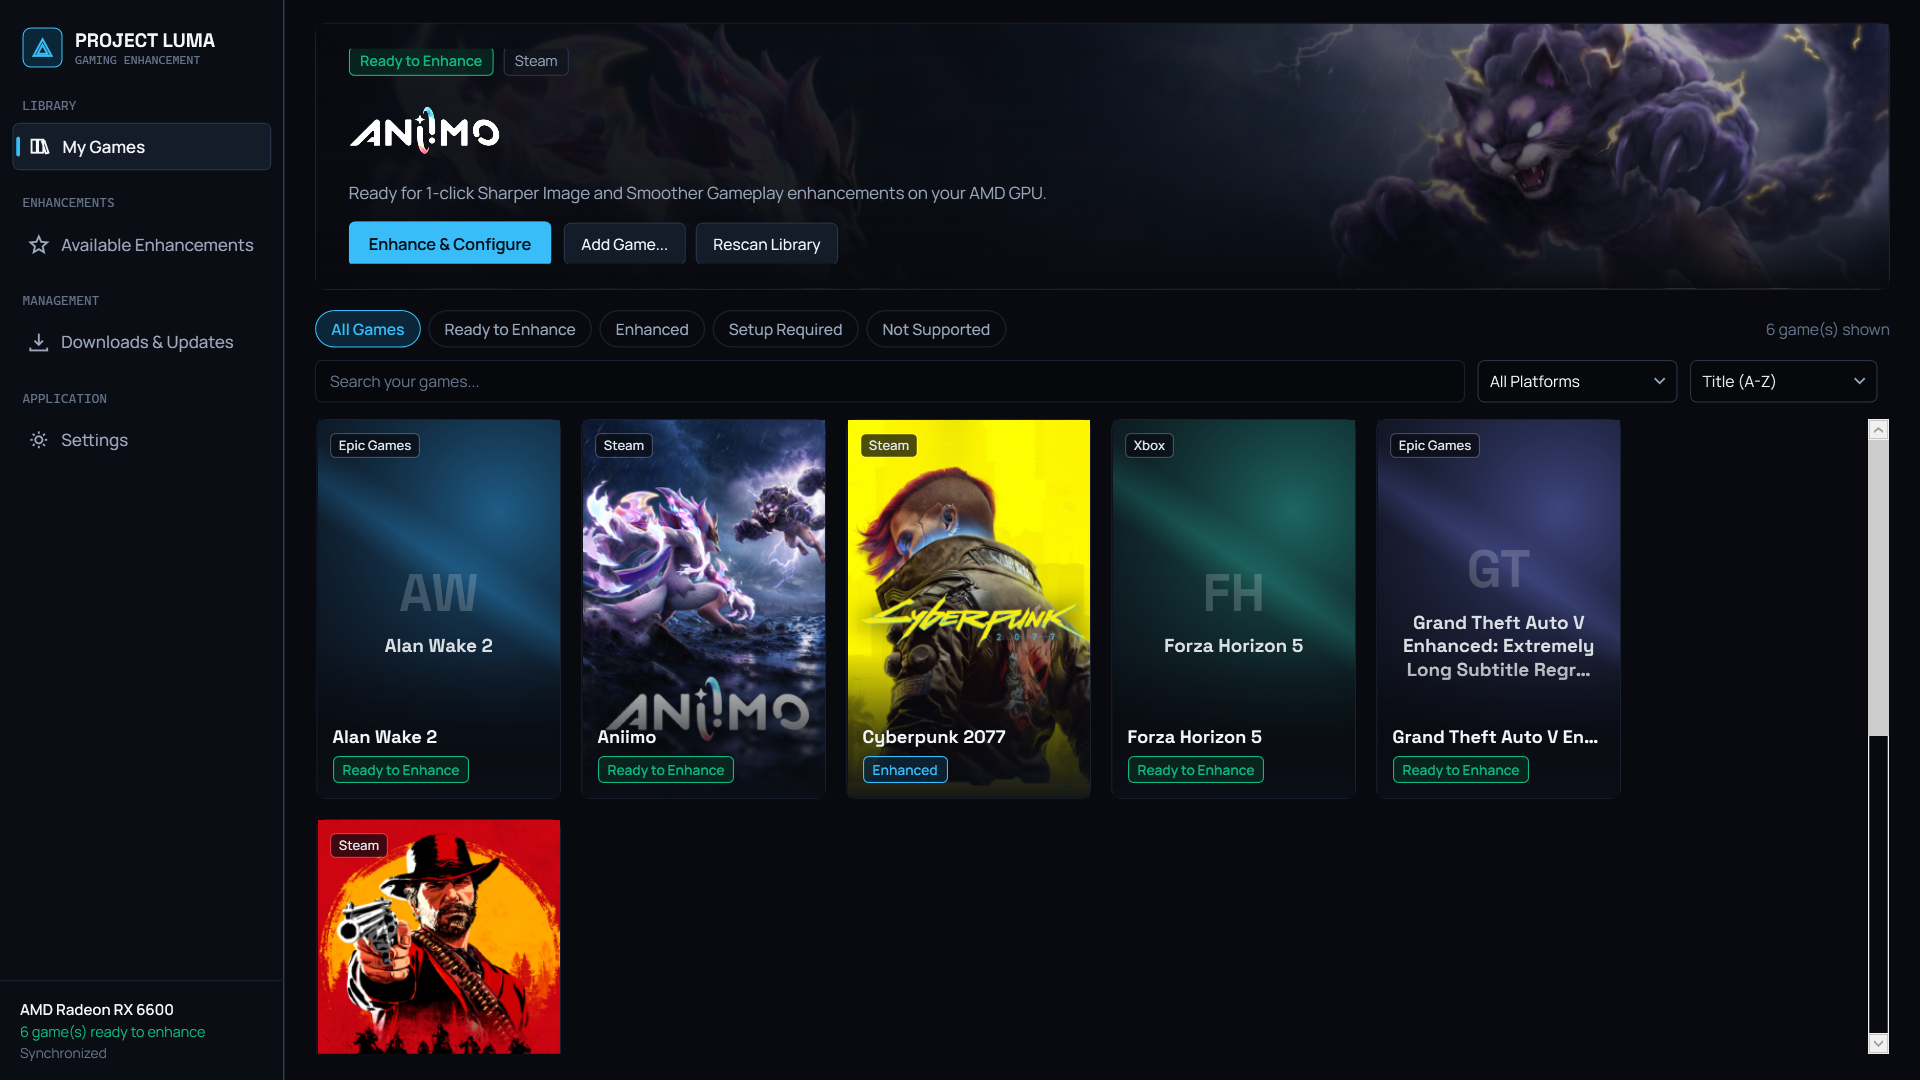 PROJECT LUMA
GAMING ENHANCEMENT
LIBRARY
My Games
ENHANCEMENTS
Available Enhancements
MANAGEMENT
Downloads & Updates
APPLICATION
Settings
AMD Radeon RX 6600
6 game(s) ready to enhance
Synchronized
Ready to Enhance
Steam
ANiiMO
Ready for 1-click Sharper Image and Smoother Gameplay enhancements on your AMD GPU.
Enhance & Configure
Add Game...
Rescan Library
All Games
Ready to Enhance
Enhanced
Setup Required
Not Supported
6 game(s) shown
Search your games...
All Platforms
Title (A-Z)
Epic Games
AW
Alan Wake 2
Alan Wake 2
Ready to Enhance
Steam
ANiiMO
Aniimo
Ready to Enhance
Steam
CYBERPUNK
2077
Cyberpunk 2077
Enhanced
Xbox
FH
Forza Horizon 5
Forza Horizon 5
Ready to Enhance
Epic Games
GT
Grand Theft Auto V
Enhanced: Extremely
Long Subtitle Regr...
Grand Theft Auto V En...
Ready to Enhance
Steam